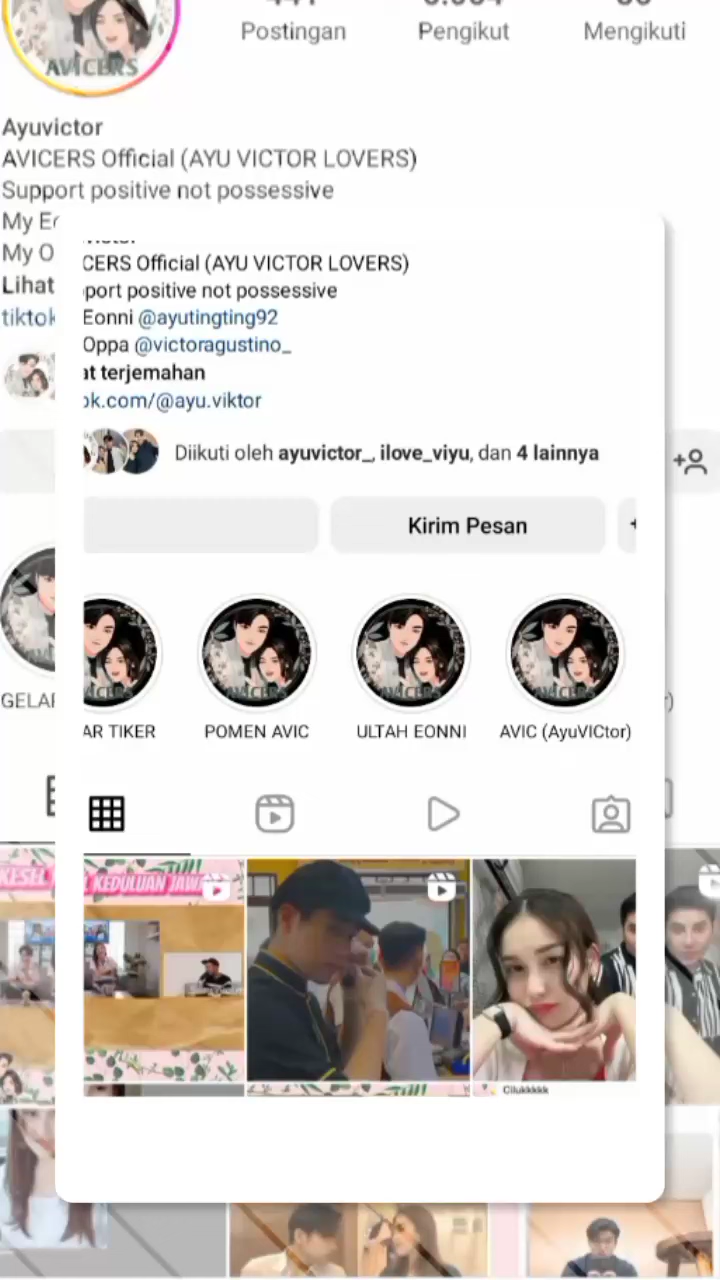 Postingan
Pengikut
Mengikuti
AVICERS
Ayuvictor
AVICERS Official (AYU VICTOR LOVERS)
Support positive not possessive
My
My O
Lihat
tiktok
CERS Official (AYU VICTOR LOVERS)
port positive not possessive
Eonni @ayutingting92
Oppa @victoragustino_
at terjemahan
ok.com/@ayu.viktor
Diikuti oleh ayuvictor_, ilove_viyu, dan 4 lainnya
Kirim Pesan
GELAR
AR TIKER
POMEN AVIC
ULTAH EONNI
AVIC (AyuVICtor)
KESEL
KEDULUAN JAW
Cilukkkkk